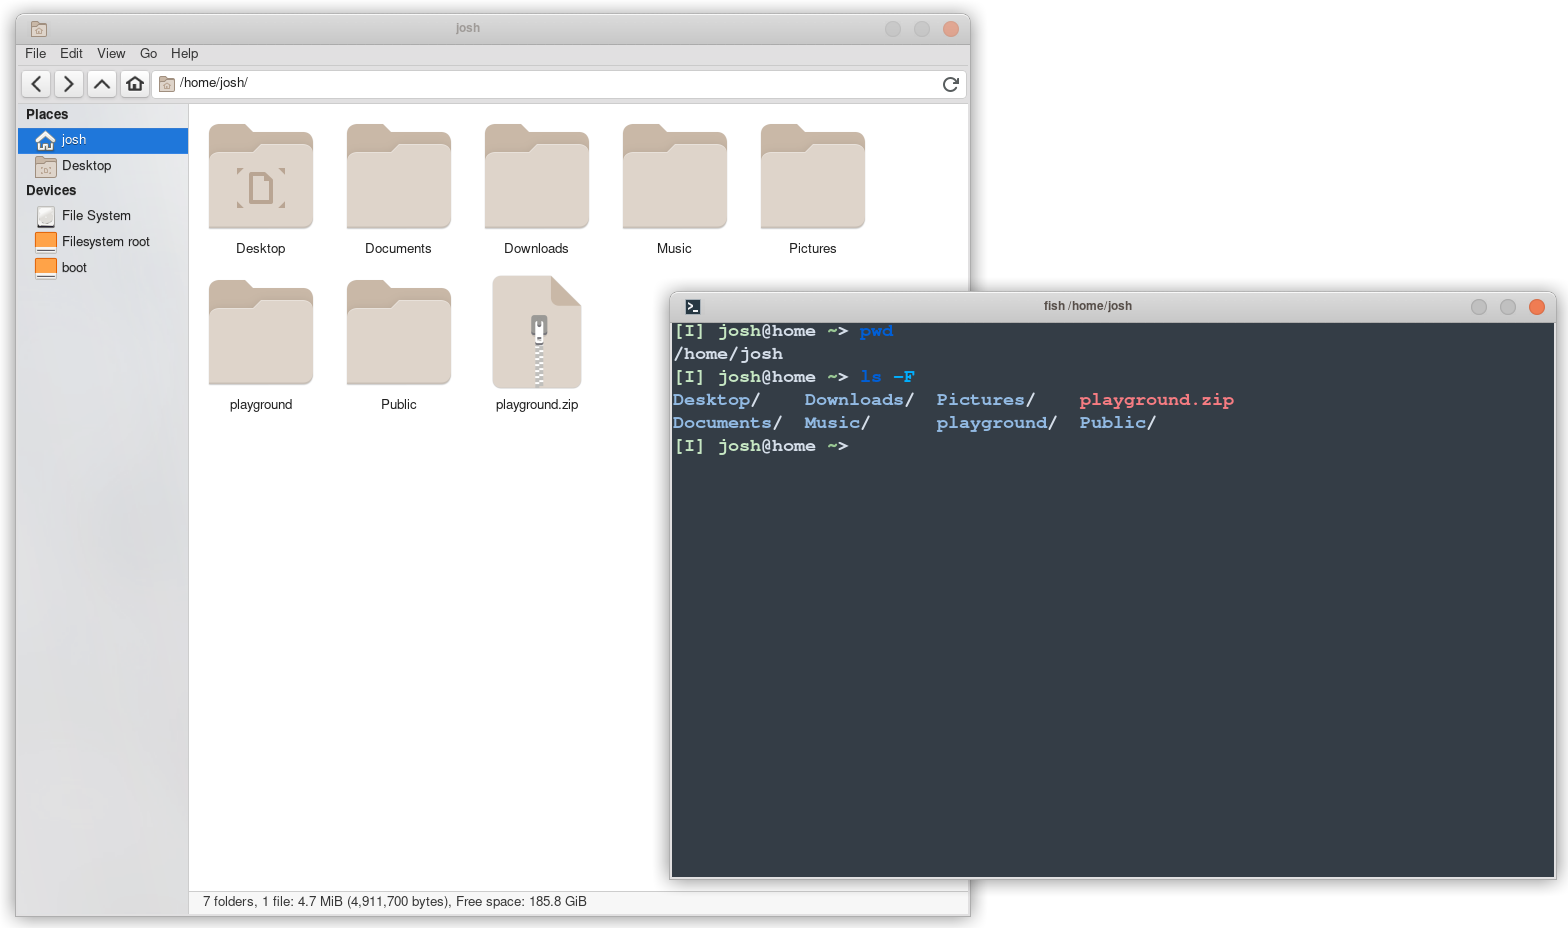 josh
File Edit View Go Help
/home/josh/
Places
josh
Desktop
Devices
File System
Filesystem root
boot
Desktop Documents Downloads Music Pictures
playground Public playground.zip
7 folders, 1 file: 4.7 MiB (4,911,700 bytes), Free space: 185.8 GiB
fish /home/josh
[I] josh@home ~> pwd
/home/josh
[I] josh@home ~> ls -F
Desktop/ Downloads/ Pictures/ playground.zip
Documents/ Music/ playground/ Public/
[I] josh@home ~>